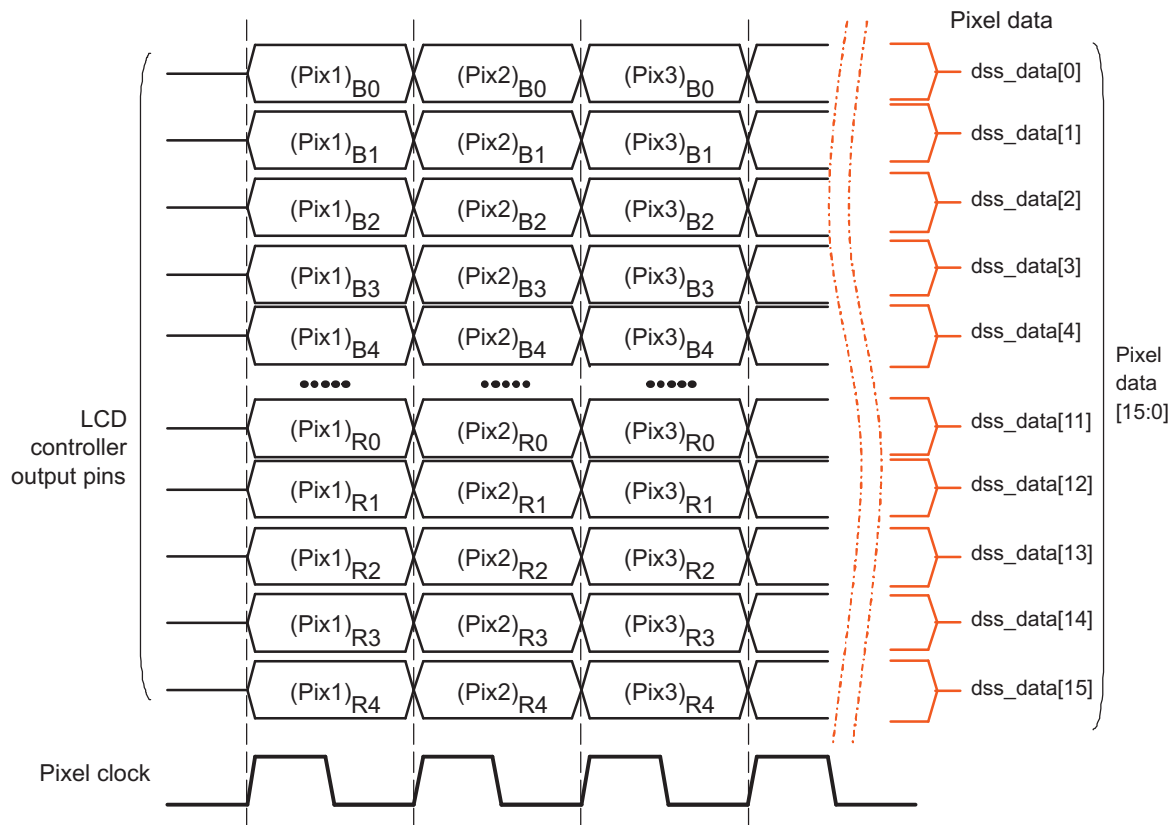 Pixel data
(Pix1)B0 (Pix2)B0 (Pix3)B0 dss_data[0]
(Pix1)B1 (Pix2)B1 (Pix3)B1 dss_data[1]
(Pix1)B2 (Pix2)B2 (Pix3)B2 dss_data[2]
(Pix1)B3 (Pix2)B3 (Pix3)B3 dss_data[3]
(Pix1)B4 (Pix2)B4 (Pix3)B4 dss_data[4]
Pixel
data
[15:0]
LCD
controller
output pins
(Pix1)R0 (Pix2)R0 (Pix3)R0 dss_data[11]
(Pix1)R1 (Pix2)R1 (Pix3)R1 dss_data[12]
(Pix1)R2 (Pix2)R2 (Pix3)R2 dss_data[13]
(Pix1)R3 (Pix2)R3 (Pix3)R3 dss_data[14]
(Pix1)R4 (Pix2)R4 (Pix3)R4 dss_data[15]
Pixel clock